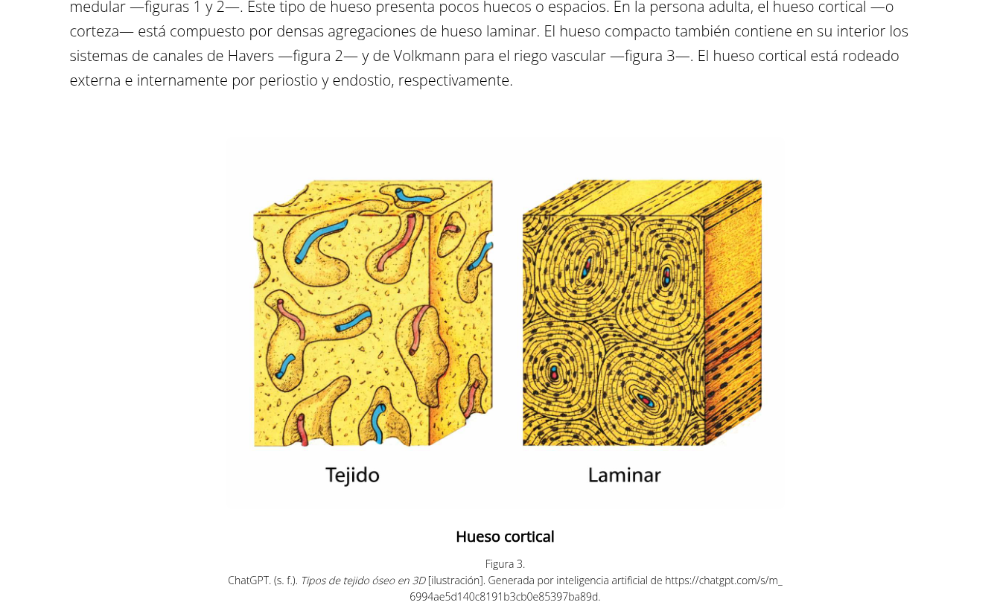 medular —figuras 1 y 2—. Este tipo de hueso presenta pocos huecos o espacios. En la persona adulta, el hueso cortical —o
corteza— está compuesto por densas agregaciones de hueso laminar. El hueso compacto también contiene en su interior los
sistemas de canales de Havers —figura 2— y de Volkmann para el riego vascular —figura 3—. El hueso cortical está rodeado
externa e internamente por periostio y endostio, respectivamente.
Tejido
Laminar
Hueso cortical
Figura 3.
ChatGPT. (s. f.). Tipos de tejido óseo en 3D [ilustración]. Generada por inteligencia artificial de https://chatgpt.com/s/m_
6994ae5d140c8191b3cb0e85397ba89d.